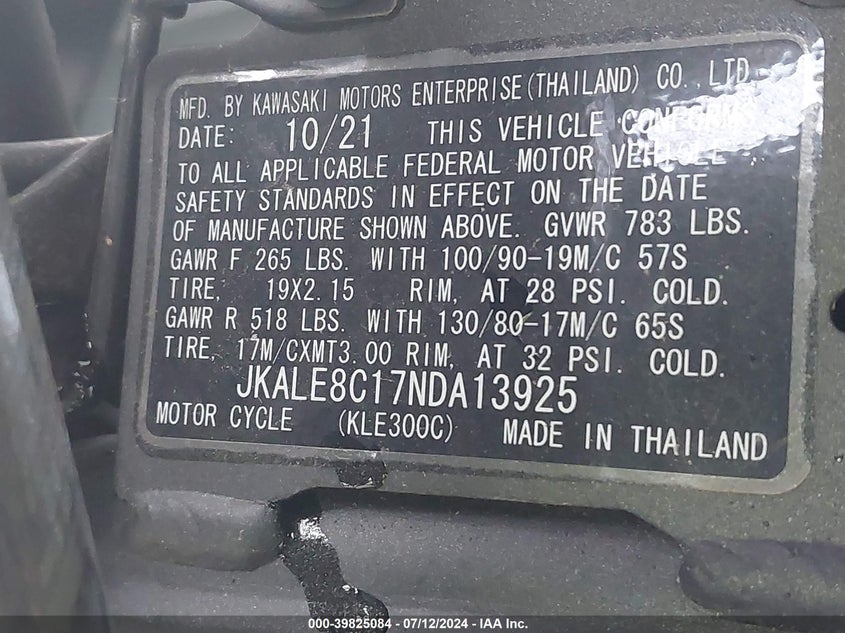 MFD. BY KAWASAKI MOTORS ENTERPRISE(THAILAND) CO.,LTD
DATE: 10/21 THIS VEHICLE CONFORMS
TO ALL APPLICABLE FEDERAL MOTOR VEHICLE
SAFETY STANDARDS IN EFFECT ON THE DATE
OF MANUFACTURE SHOWN ABOVE. GVWR 783 LBS.
GAWR F 265 LBS. WITH 100/90-19M/C 57S
TIRE, 19X2.15 RIM, AT 28 PSI. COLD.
GAWR R 518 LBS. WITH 130/80-17M/C 65S
TIRE, 17M/CXMT3.00 RIM, AT 32 PSI. COLD.
JKALE8C17NDA13925
MOTOR CYCLE (KLE300C) MADE IN THAILAND
000-39825084 - 07/12/2024 - IAA Inc.